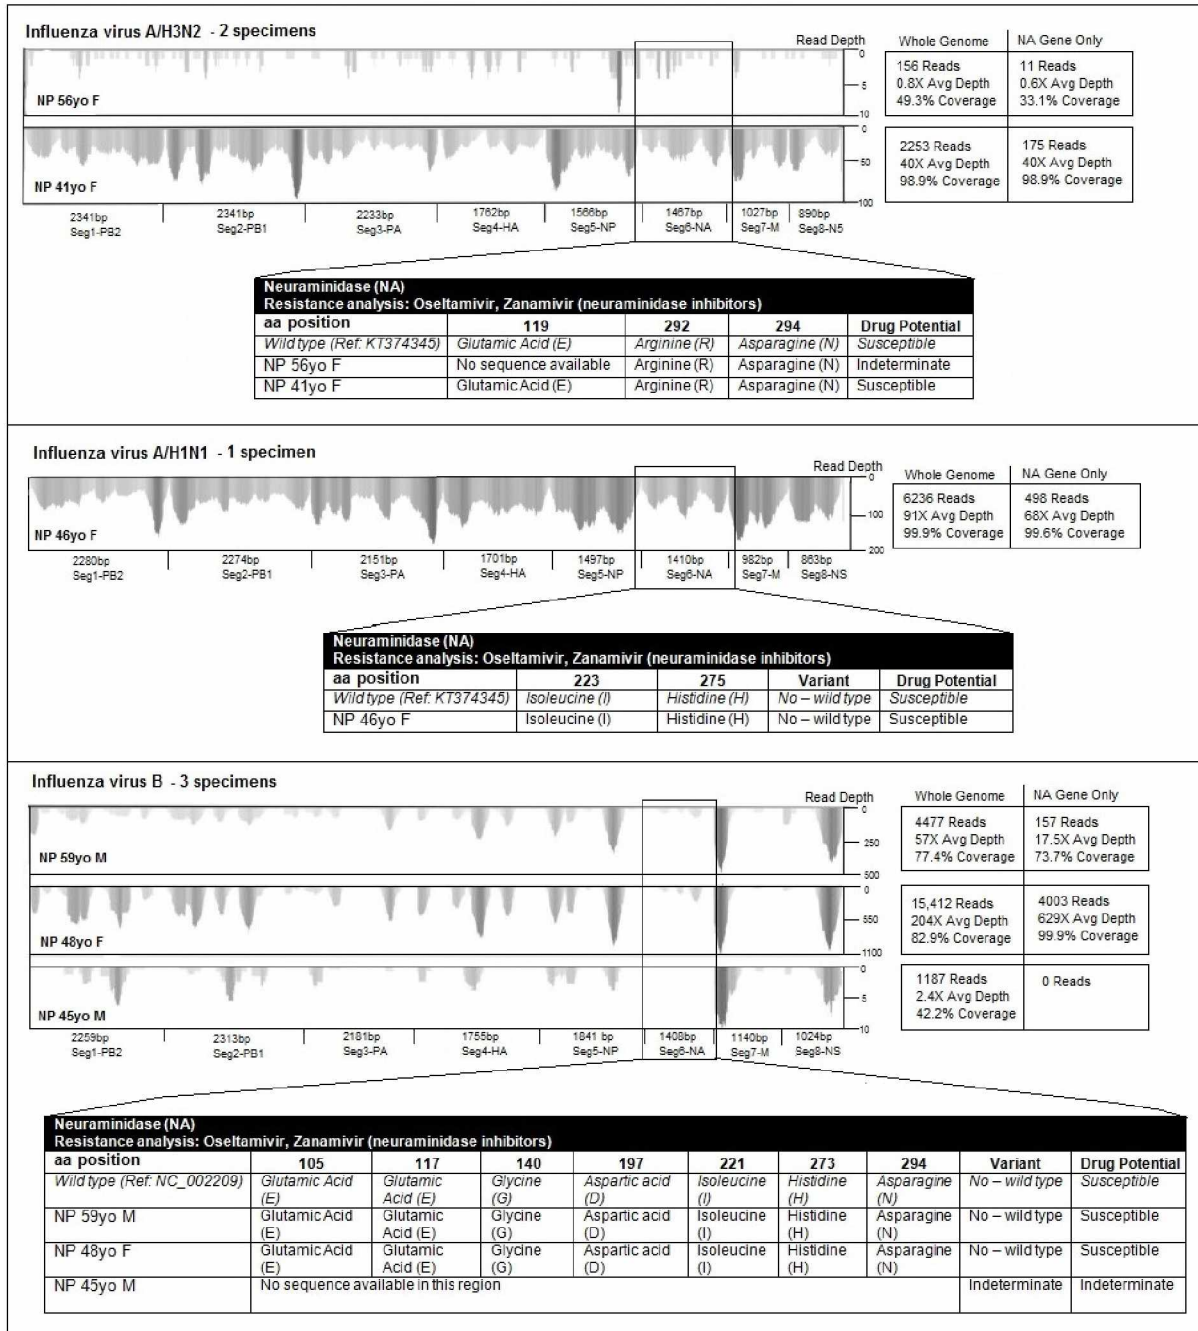 Influenza virus A/H3N2 - 2 specimens
Read Depth
Whole Genome
NA Gene Only
0
5
10
NP 56yo F
156 Reads
0.8X Avg Depth
49.3% Coverage
11 Reads
0.6X Avg Depth
33.1% Coverage
0
50
100
NP 41yo F
2253 Reads
40X Avg Depth
98.9% Coverage
175 Reads
40X Avg Depth
98.9% Coverage
2341bp
Seg1-PB2
2341bp
Seg2-PB1
2233bp
Seg3-PA
1762bp
Seg4-HA
1566bp
Seg5-NP
1467bp
Seg6-NA
1027bp
Seg7-M
890bp
Seg8-N5
Neuraminidase (NA)
Resistance analysis: Oseltamivir, Zanamivir (neuraminidase inhibitors)
aa position 119 292 294 Drug Potential
Wild type (Ref: KT374345) Glutamic Acid (E) Arginine (R) Asparagine (N) Susceptible
NP 56yo F No sequence available Arginine (R) Asparagine (N) Indeterminate
NP 41yo F Glutamic Acid (E) Arginine (R) Asparagine (N) Susceptible
Influenza virus A/H1N1 - 1 specimen
Read Depth
Whole Genome
NA Gene Only
0
100
200
NP 46yo F
6236 Reads
91X Avg Depth
99.9% Coverage
498 Reads
68X Avg Depth
99.6% Coverage
2280bp
Seg1-PB2
2274bp
Seg2-PB1
2151bp
Seg3-PA
1701bp
Seg4-HA
1497bp
Seg5-NP
1410bp
Seg6-NA
982bp
Seg7-M
863bp
Seg8-NS
Neuraminidase (NA)
Resistance analysis: Oseltamivir, Zanamivir (neuraminidase inhibitors)
aa position 223 275 Variant Drug Potential
Wild type (Ref: KT374345) Isoleucine (I) Histidine (H) No – wild type Susceptible
NP 46yo F Isoleucine (I) Histidine (H) No – wild type Susceptible
Influenza virus B - 3 specimens
Read Depth
Whole Genome
NA Gene Only
0
250
500
NP 59yo M
4477 Reads
57X Avg Depth
77.4% Coverage
157 Reads
17.5X Avg Depth
73.7% Coverage
0
550
1100
NP 48yo F
15,412 Reads
204X Avg Depth
82.9% Coverage
4003 Reads
629X Avg Depth
99.9% Coverage
0
5
10
NP 45yo M
1187 Reads
2.4X Avg Depth
42.2% Coverage
0 Reads
2259bp
Seg1-PB2
2313bp
Seg2-PB1
2181bp
Seg3-PA
1755bp
Seg4-HA
1841 bp
Seg5-NP
1408bp
Seg6-NA
1140bp
Seg7-M
1024bp
Seg8-NS
Neuraminidase (NA)
Resistance analysis: Oseltamivir, Zanamivir (neuraminidase inhibitors)
aa position 105 117 140 197 221 273 294 Variant Drug Potential
Wild type (Ref: NC_002209) Glutamic Acid (E) Glutamic Acid (E) Glycine (G) Aspartic acid (D) Isoleucine (I) Histidine (H) Asparagine (N) No – wild type Susceptible
NP 59yo M Glutamic Acid (E) Glutamic Acid (E) Glycine (G) Aspartic acid (D) Isoleucine (I) Histidine (H) Asparagine (N) No – wild type Susceptible
NP 48yo F Glutamic Acid (E) Glutamic Acid (E) Glycine (G) Aspartic acid (D) Isoleucine (I) Histidine (H) Asparagine (N) No – wild type Susceptible
NP 45yo M No sequence available in this region Indeterminate Indeterminate